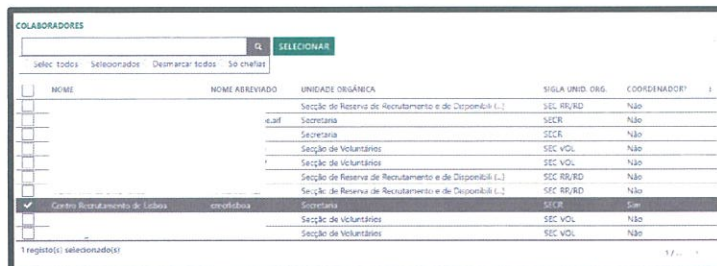 COLABORADORES
SELECIONAR
Selec. todos Selecionados Desmarcar todos Só chefias
NOME NOME ABREVIADO UNIDADE ORGÂNICA SIGLA UNID. ORG. COORDENADOR?
Secção de Reserva de Recrutamento e de Disponibili (...) SEC RR/RD Não
Secretaria SECR Não
Secretaria SECR Não
Secção de Voluntários SEC VOL Não
Secção de Voluntários SEC VOL Não
Secção de Reserva de Recrutamento e de Disponibili (...) SEC RR/RD Não
Secção de Reserva de Recrutamento e de Disponibili (...) SEC RR/RD Não
Centro Recrutamento de Lisboa Secretaria SECR Sim
Secção de Voluntários SEC VOL Não
Secção de Voluntários SEC VOL Não
1 registo(s) selecionado(s) 1/